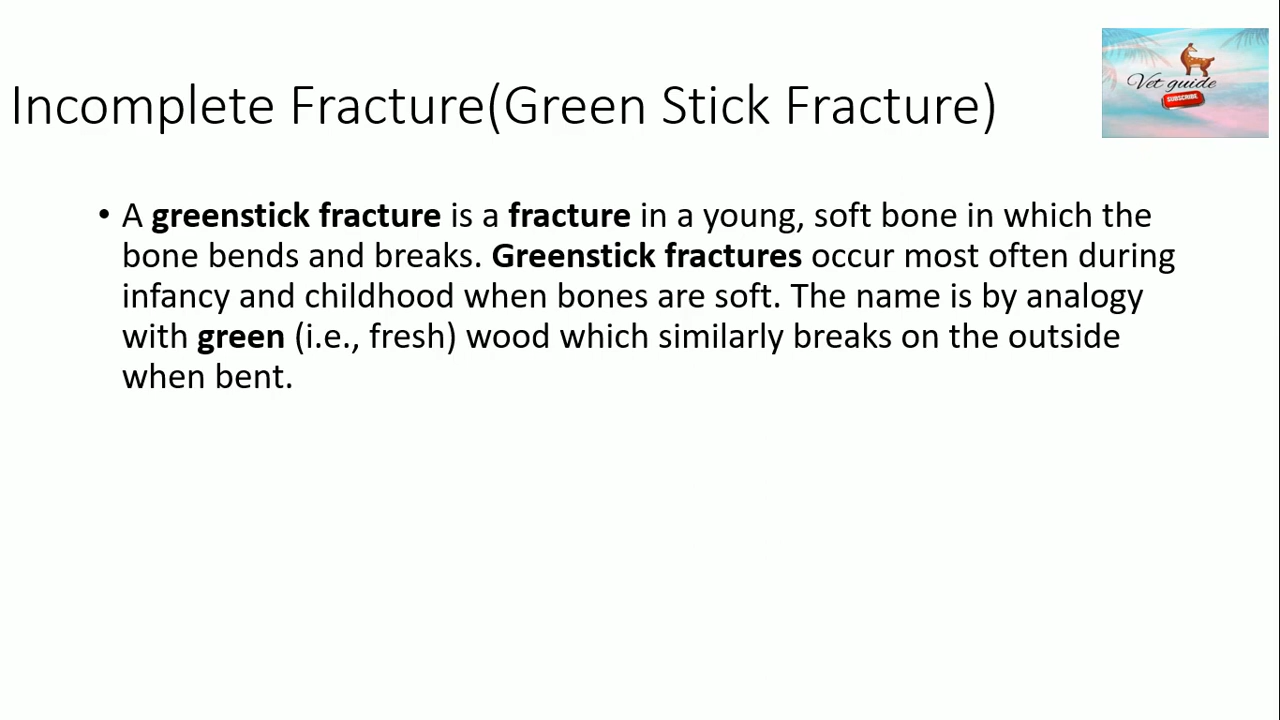 Incomplete Fracture(Green Stick Fracture)
Vet guide
SUBSCRIBE
• A greenstick fracture is a fracture in a young, soft bone in which the
bone bends and breaks. Greenstick fractures occur most often during
infancy and childhood when bones are soft. The name is by analogy
with green (i.e., fresh) wood which similarly breaks on the outside
when bent.